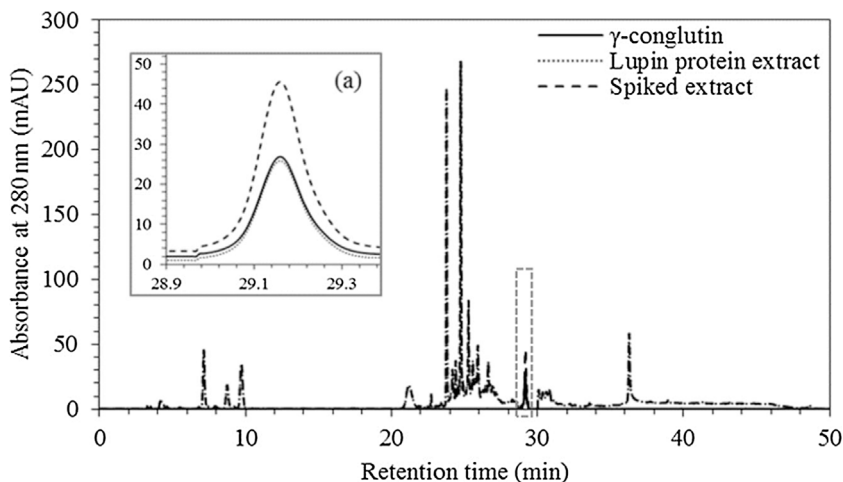 300
250
200
150
100
50
0
Absorbance at 280 nm (mAU)
γ-conglutin
Lupin protein extract
Spiked extract
(a)
50
40
30
20
10
0
28.9 29.1 29.3
0 10 20 30 40 50
Retention time (min)